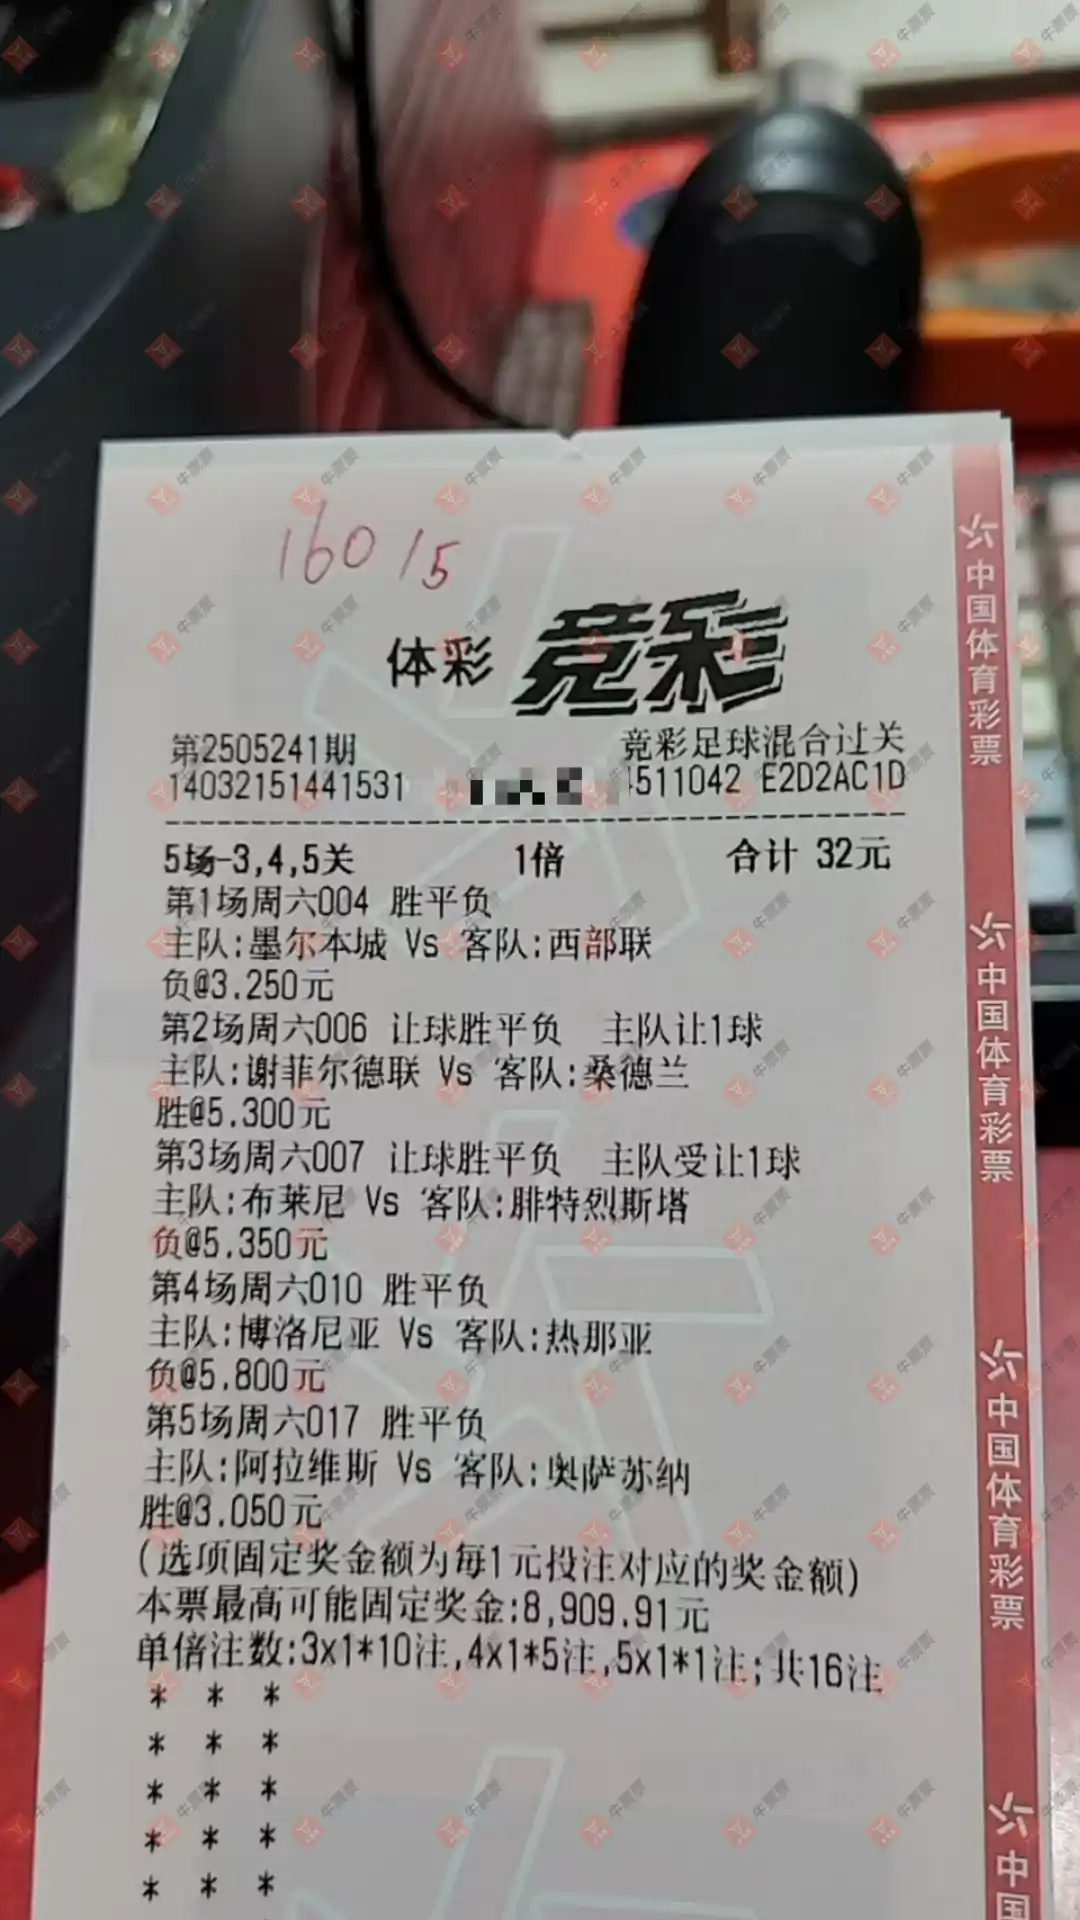 160 15
体彩 竞彩
第2505241期 竞彩足球混合过关
14032151441531 4511042 E2D2AC1D
5场-3,4,5关 1倍 合计 32元
第1场周六004 胜平负
主队:墨尔本城 Vs 客队:西部联
负@3.250元
第2场周六006 让球胜平负 主队让1球
主队:谢菲尔德联 Vs 客队:桑德兰
胜@5.300元
第3场周六007 让球胜平负 主队受让1球
主队:布莱尼 Vs 客队:腓特烈斯塔
负@5.350元
第4场周六010 胜平负
主队:博洛尼亚 Vs 客队:热那亚
负@5.800元
第5场周六017 胜平负
主队:阿拉维斯 Vs 客队:奥萨苏纳
胜@3.050元
(选项固定奖金额为每1元投注对应的奖金额)
本票最高可能固定奖金:8,909.91元
单倍注数:3x1*10注,4x1*5注,5x1*1注;共16注
* * *
* * *
* * *
* * *
* * *
中国体育彩票
中国体育彩票
中国体育彩票
中国
牛票票